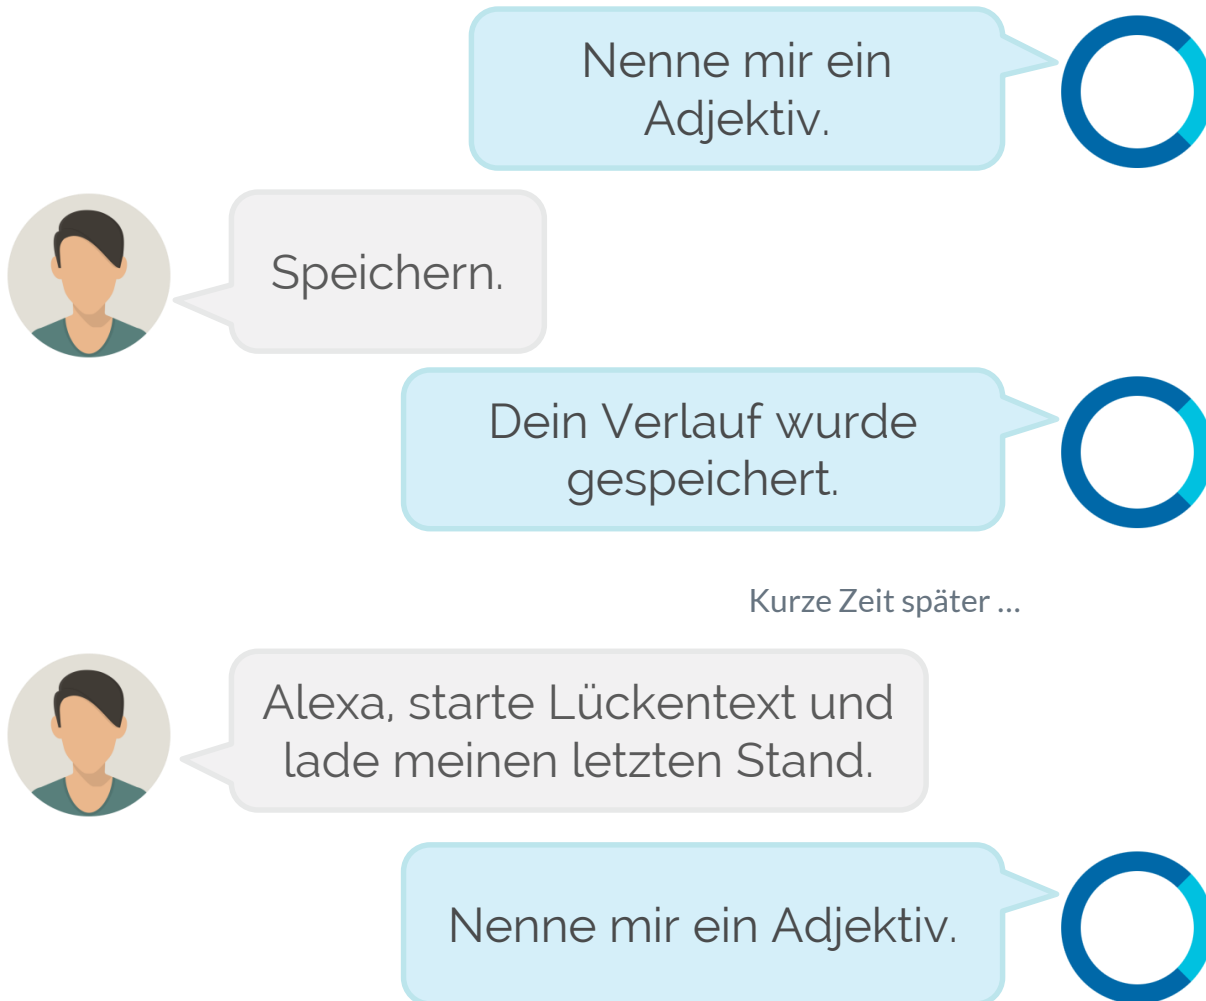 Nenne mir ein
Adjektiv.
Speichern.
Dein Verlauf wurde
gespeichert.
Kurze Zeit später ...
Alexa, starte Lückentext und
lade meinen letzten Stand.
Nenne mir ein Adjektiv.